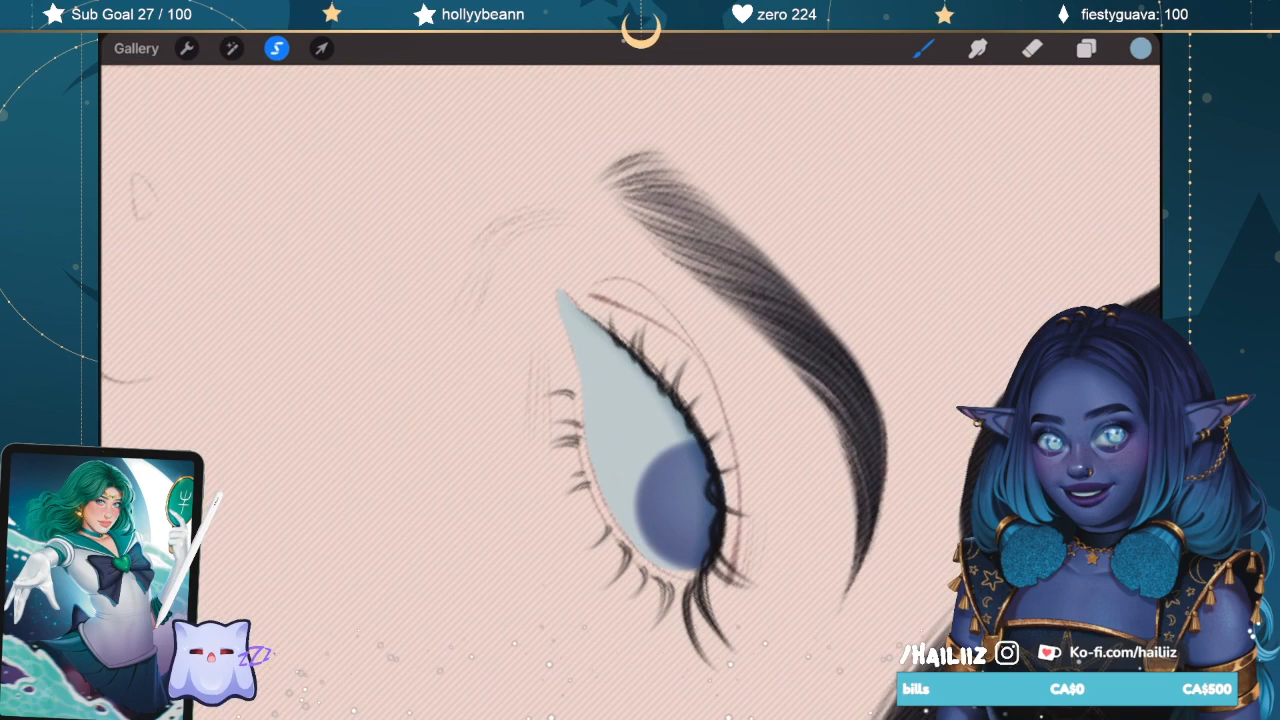 Sub Goal 27 / 100
hollyybeann
zero 224
fiestyguava: 100
Gallery
S
zZz
/HAiLiiZ
Ko-fi.com/hailiiz
bills CA$0 CA$500